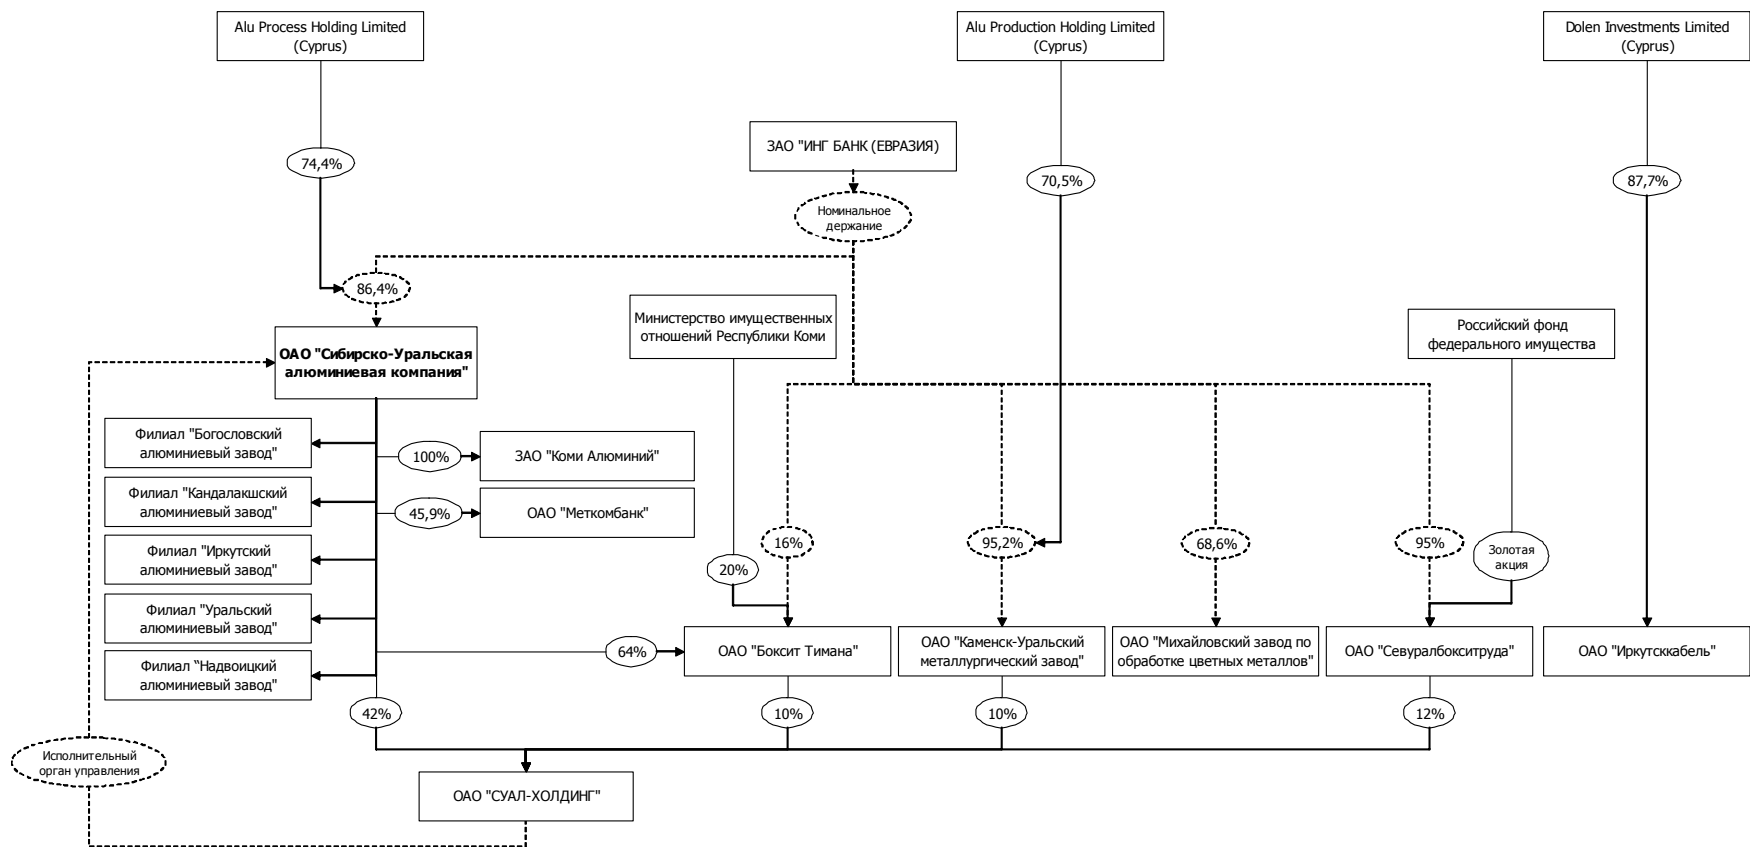 Alu Process Holding Limited
(Cyprus)
Alu Production Holding Limited
(Cyprus)
Dolen Investments Limited
(Cyprus)
ЗАО "ИНГ БАНК (ЕВРАЗИЯ)
74,4%
70,5%
87,7%
Номинальное
держание
86,4%
Министерство имущественных
отношений Республики Коми
Российский фонд
федерального имущества
ОАО "Сибирско-Уральская
алюминиевая компания"
Филиал "Богословский
алюминиевый завод"
100%
ЗАО "Коми Алюминий"
Филиал "Кандалакшский
алюминиевый завод"
45,9%
ОАО "Меткомбанк"
Филиал "Иркутский
алюминиевый завод"
16%
95,2%
68,6%
95%
Золотая
акция
20%
Филиал "Уральский
алюминиевый завод"
64%
ОАО "Боксит Тимана"
ОАО "Каменск-Уральский
металлургический завод"
ОАО "Михайловский завод по
обработке цветных металлов"
ОАО "Севуралбокситруда"
ОАО "Иркутсккабель"
Филиал "Надвоицкий
алюминиевый завод"
42%
10%
10%
12%
Исполнительный
орган управления
ОАО "СУАЛ-ХОЛДИНГ"